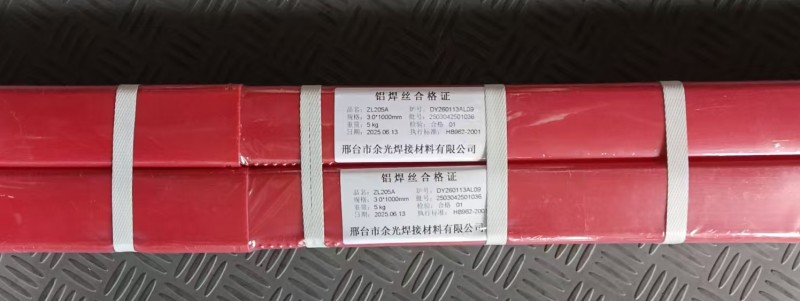 铝焊丝合格证
品名: ZL205A 炉号: DY260113AL09
规格: 3.0*1000mm 批号: 2503042501036
重量: 5 kg 检验: 合格 01
日期: 2025.06.13 执行标准: HB962-2001
邢台市余光焊接材料有限公司
铝焊丝合格证
品名: ZL205A 炉号: DY260113AL09
规格: 3.0*1000mm 批号: 2503042501036
重量: 5 kg 检验: 合格 01
日期: 2025.06.13 执行标准: HB962-2001
邢台市余光焊接材料有限公司